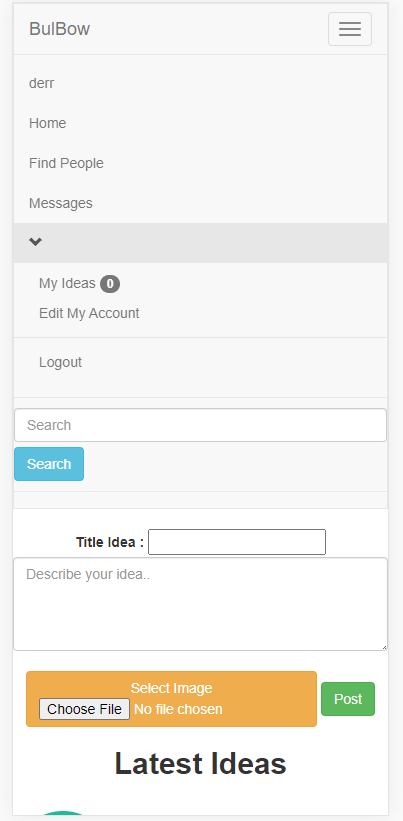 BulBow
derr
Home
Find People
Messages
My Ideas 0
Edit My Account
Logout
Search
Search
Title Idea :
Describe your idea..
Select Image
Choose File No file chosen
Post
Latest Ideas